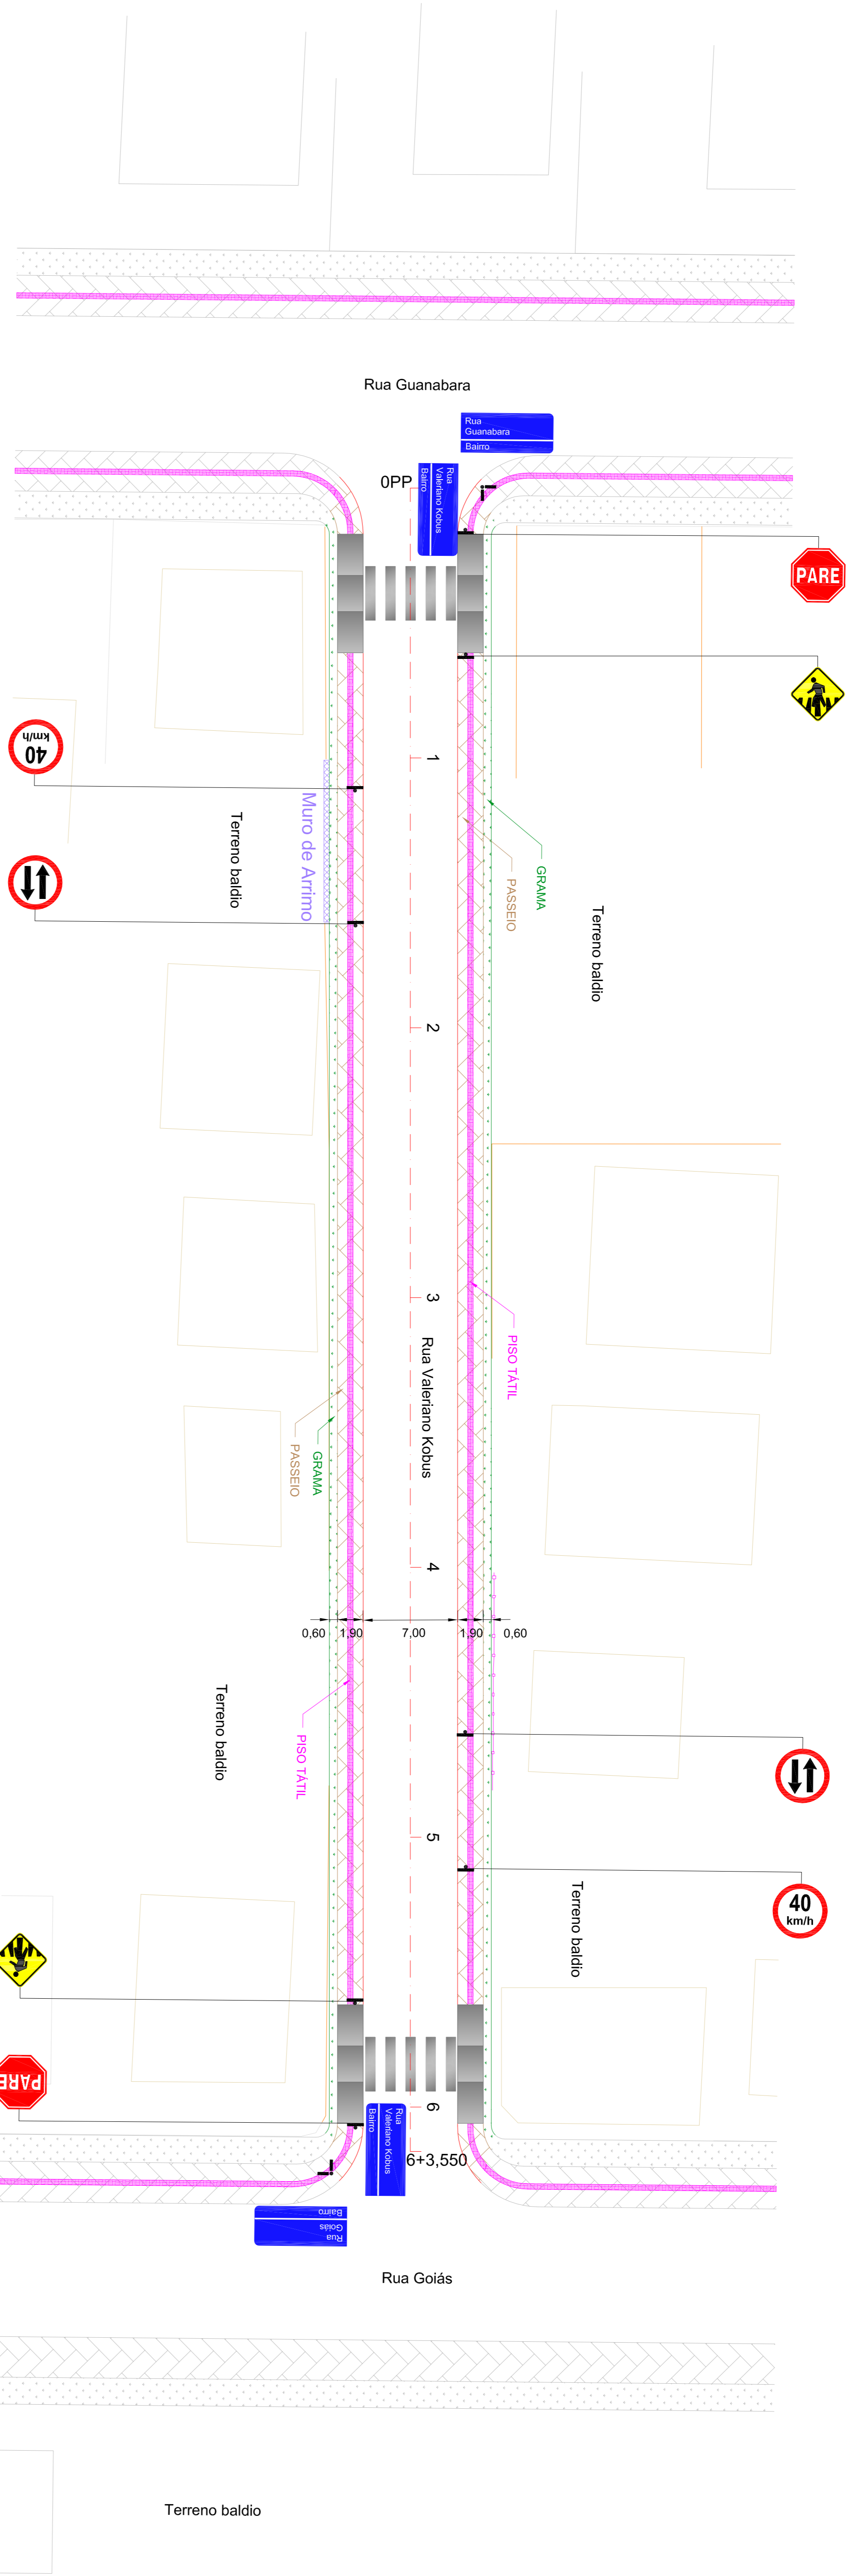 Rua Guanabara
Rua
Guanabara
Bairro
Rua
Valeriano Kobus
Bairro
0PP
PARE
40
km/h
1
Muro de Arrimo
Terreno baldio
GRAMA
PASSEIO
Terreno baldio
2
3
PISO TÁTIL
Rua Valeriano Kobus
GRAMA
PASSEIO
4
0,60
1,90
7,00
1,90
0,60
Terreno baldio
PISO TÁTIL
5
40
km/h
Terreno baldio
PARE
6
Rua
Valeriano Kobus
Bairro
6+3,550
Rua
Goiás
Bairro
Rua Goiás
Terreno baldio